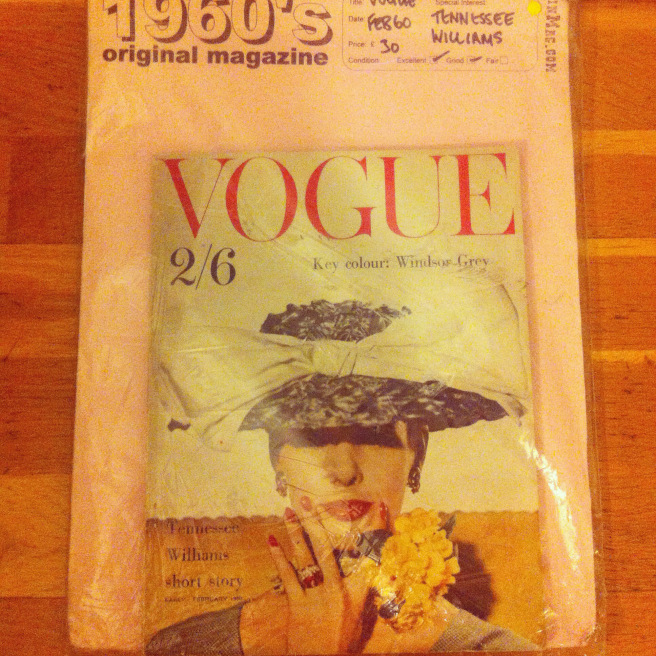 1960's
original magazine
Title VOGUE
Special Interest
Date FEB 60
TENNESSEE
WILLIAMS
Price: £ 30
Condition Excellent Good Fair
VOGUE
2/6
Key colour: Windsor Grey
Tennessee
Williams
short story
FEBRUARY